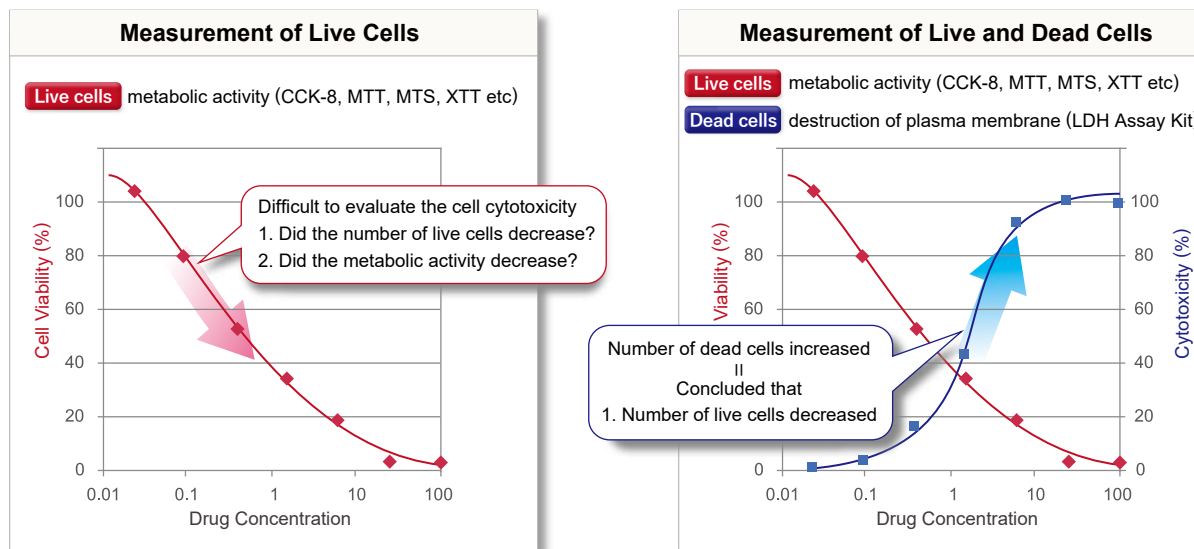 Measurement of Live Cells
Live cells metabolic activity (CCK-8, MTT, MTS, XTT etc)
Cell Viability (%)
100
80
60
40
20
0
Difficult to evaluate the cell cytotoxicity
1. Did the number of live cells decrease?
2. Did the metabolic activity decrease?
0.01
0.1
1
10
100
Drug Concentration
Measurement of Live and Dead Cells
Live cells metabolic activity (CCK-8, MTT, MTS, XTT etc)
Dead cells destruction of plasma membrane (LDH Assay Kit)
Viability (%)
100
80
60
40
20
0
Number of dead cells increased
=
Concluded that
1. Number of live cells decreased
100
80
60
40
20
0
Cytotoxicity (%)
0.01
0.1
1
10
100
Drug Concentration